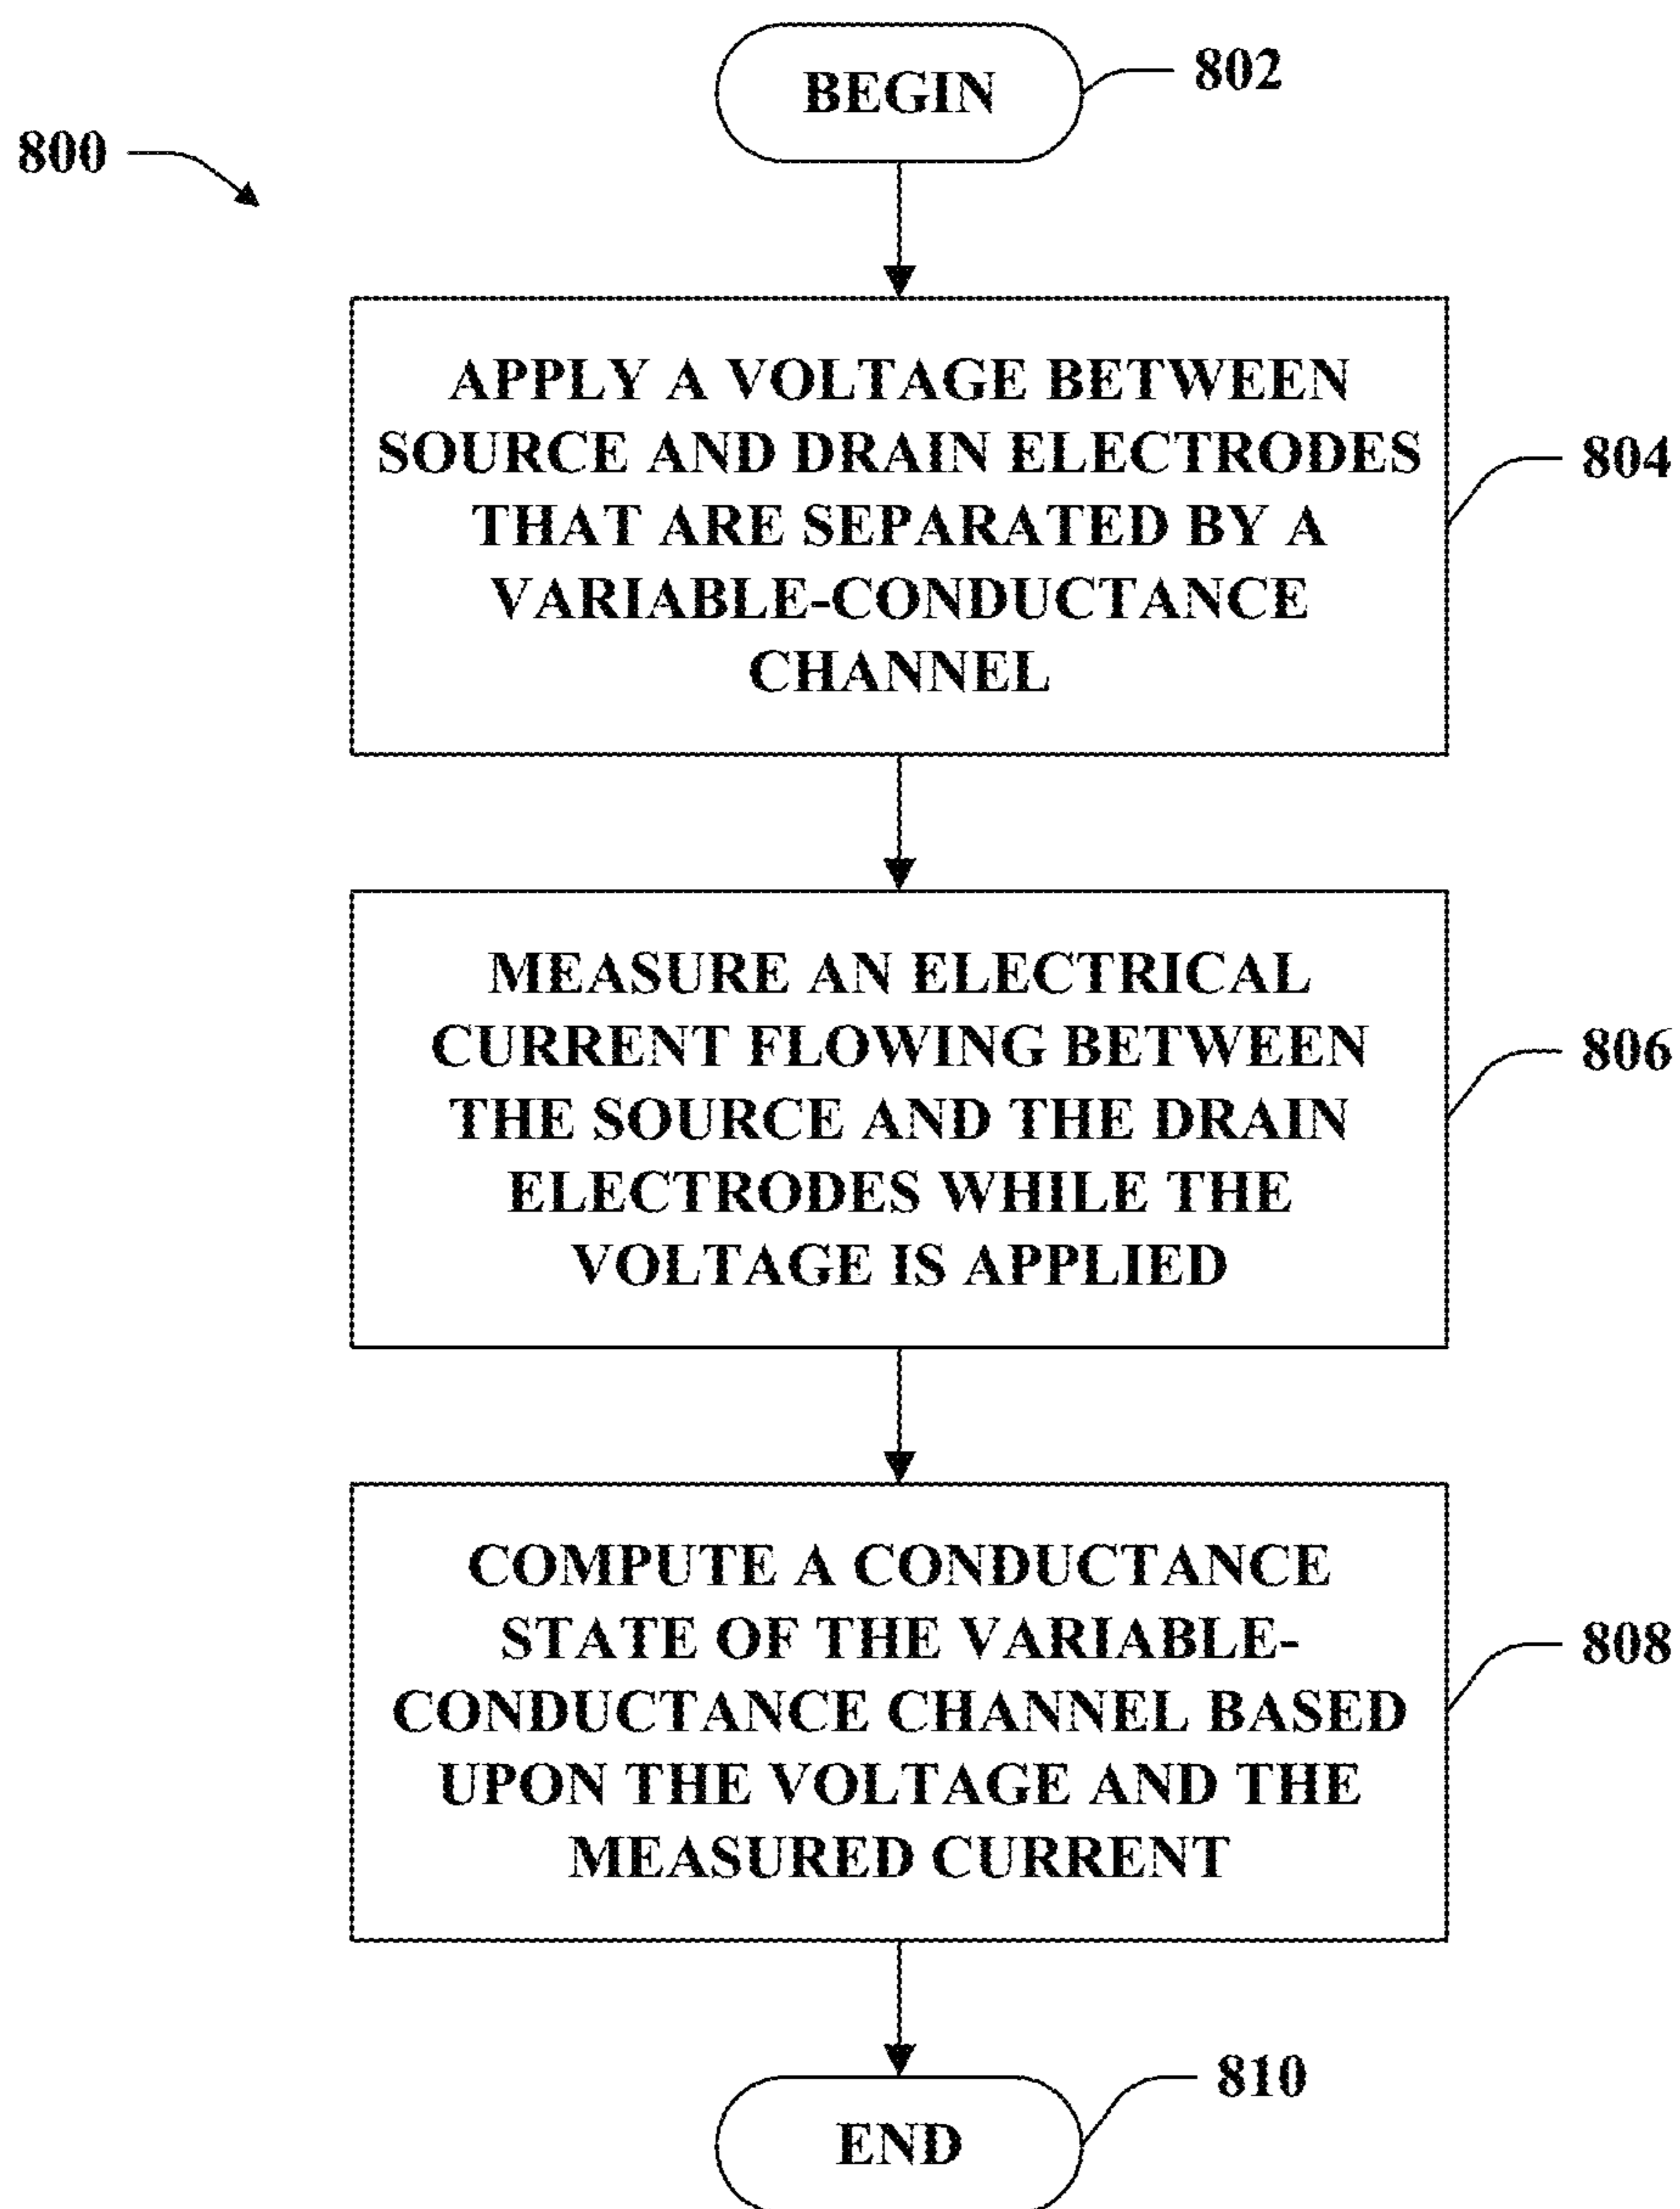 BEGIN
802
800
APPLY A VOLTAGE BETWEEN
SOURCE AND DRAIN ELECTRODES
THAT ARE SEPARATED BY A
VARIABLE-CONDUCTANCE
CHANNEL
804
MEASURE AN ELECTRICAL
CURRENT FLOWING BETWEEN
THE SOURCE AND THE DRAIN
ELECTRODES WHILE THE
VOLTAGE IS APPLIED
806
COMPUTE A CONDUCTANCE
STATE OF THE VARIABLE-
CONDUCTANCE CHANNEL BASED
UPON THE VOLTAGE AND THE
MEASURED CURRENT
808
END
810